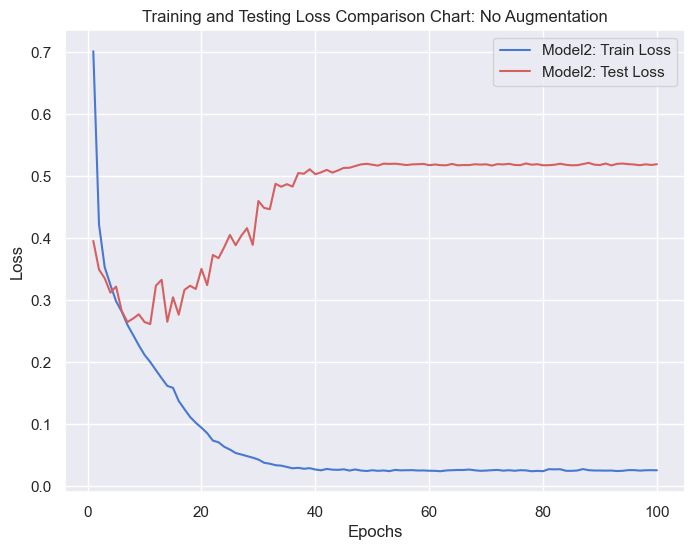 Training and Testing Loss Comparison Chart: No Augmentation
Model2: Train Loss
Model2: Test Loss
Loss
0.7
0.6
0.5
0.4
0.3
0.2
0.1
0.0
0 20 40 60 80 100
Epochs